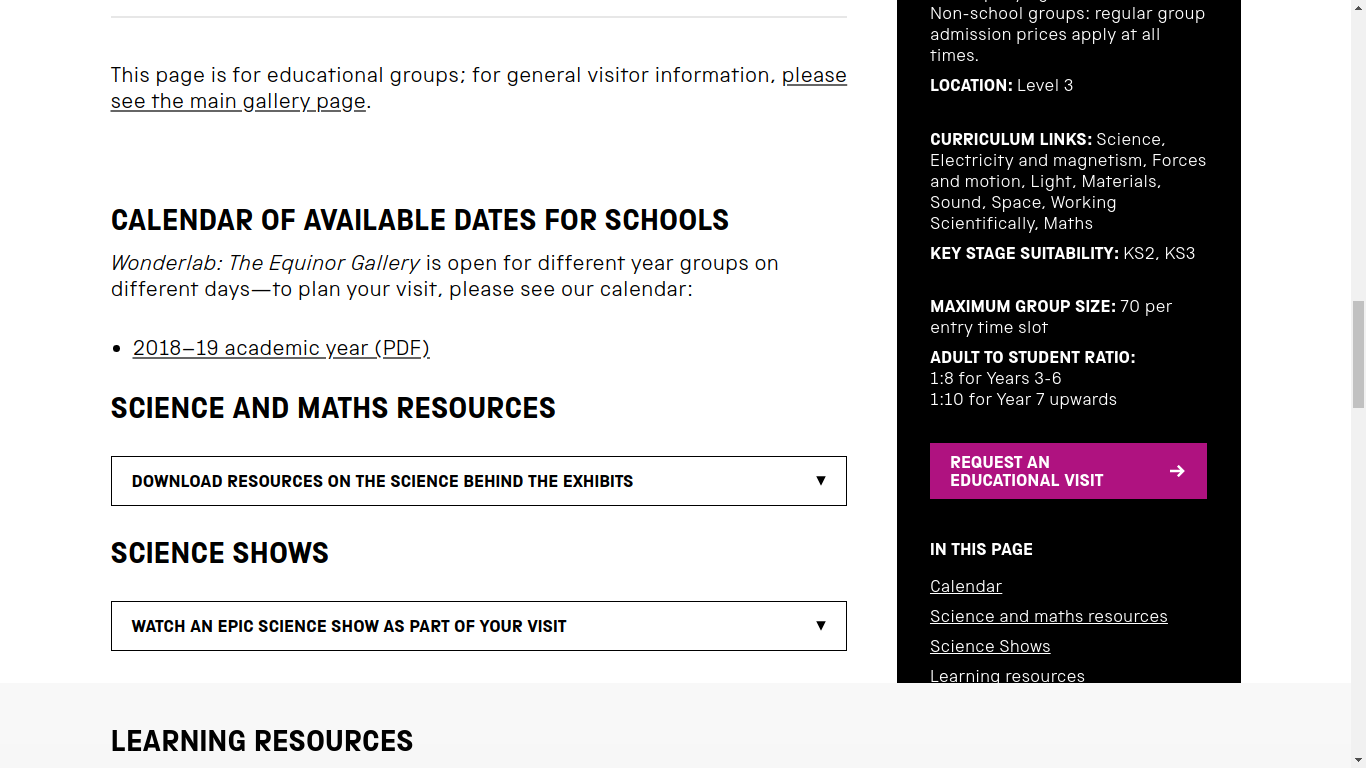 This page is for educational groups; for general visitor information, please
see the main gallery page.
CALENDAR OF AVAILABLE DATES FOR SCHOOLS
Wonderlab: The Equinor Gallery is open for different year groups on
different days—to plan your visit, please see our calendar:
2018–19 academic year (PDF)
SCIENCE AND MATHS RESOURCES
DOWNLOAD RESOURCES ON THE SCIENCE BEHIND THE EXHIBITS
SCIENCE SHOWS
WATCH AN EPIC SCIENCE SHOW AS PART OF YOUR VISIT
LEARNING RESOURCES
Non-school groups: regular group
admission prices apply at all
times.
LOCATION: Level 3
CURRICULUM LINKS: Science,
Electricity and magnetism, Forces
and motion, Light, Materials,
Sound, Space, Working
Scientifically, Maths
KEY STAGE SUITABILITY: KS2, KS3
MAXIMUM GROUP SIZE: 70 per
entry time slot
ADULT TO STUDENT RATIO:
1:8 for Years 3-6
1:10 for Year 7 upwards
REQUEST AN
EDUCATIONAL VISIT
IN THIS PAGE
Calendar
Science and maths resources
Science Shows
Learning resources